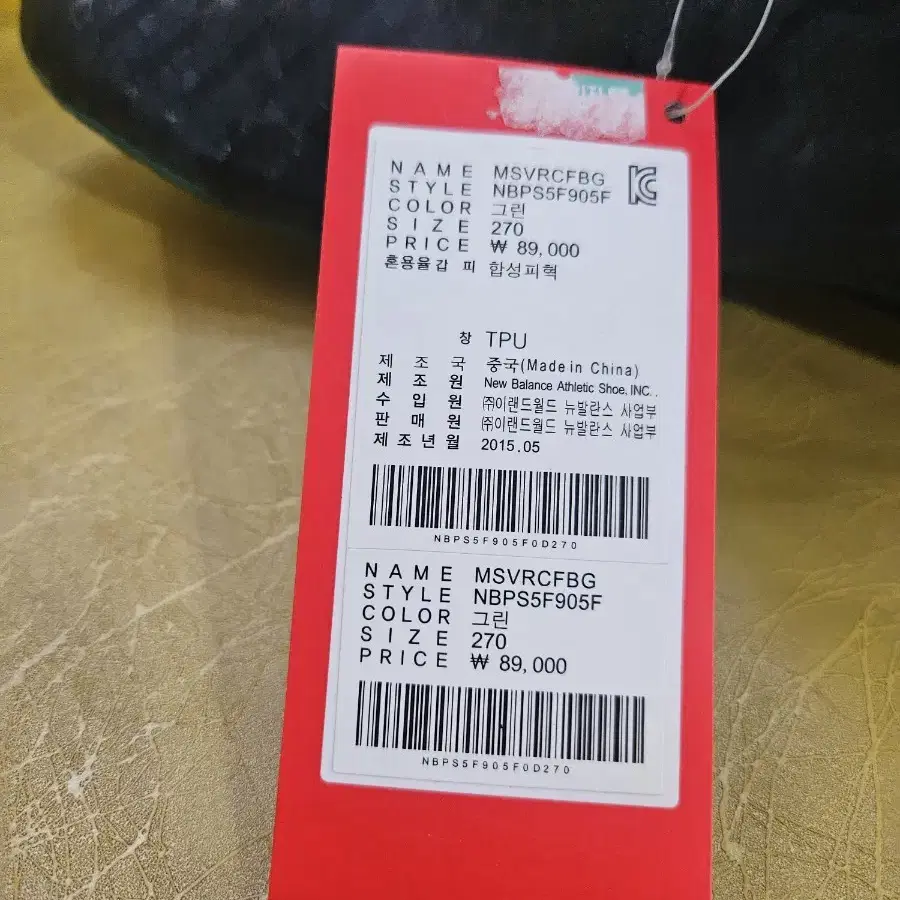 NAME MSVRCFBG
STYLE NBPS5F905F
COLOR 그린
SIZE 270
PRICE ₩ 89,000
혼용율갑 피 합성피혁
창 TPU
제 조 국 중국(Made in China)
제 조 원 New Balance Athletic Shoe, INC.,
수 입 원 ㈜이랜드월드 뉴발란스 사업부
판 매 원 ㈜이랜드월드 뉴발란스 사업부
제조년월 2015.05
NBPS5F905F0D270
NAME MSVRCFBG
STYLE NBPS5F905F
COLOR 그린
SIZE 270
PRICE ₩ 89,000
NBPS5F905F0D270